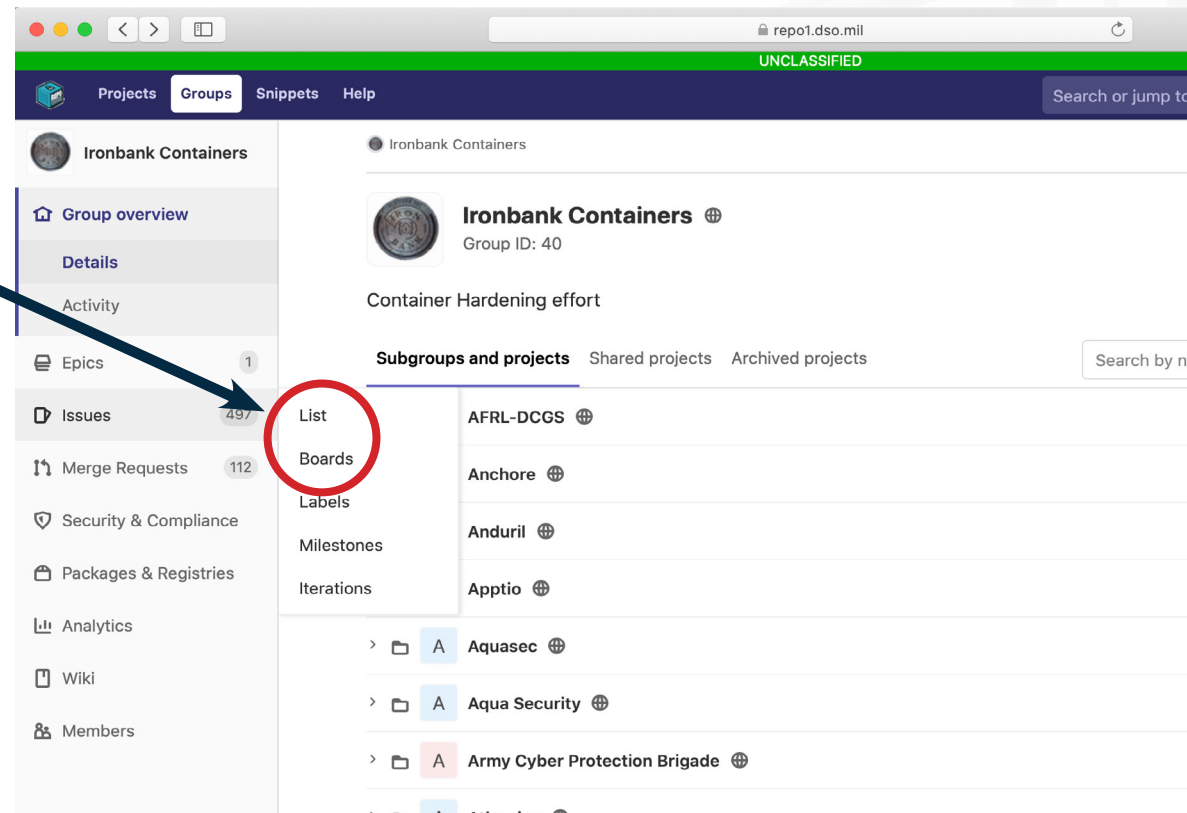 repo1.dso.mil
UNCLASSIFIED
Projects Groups Snippets Help
Search or jump to
Ironbank Containers
Group overview
Details
Activity
Epics 1
Issues 497
Merge Requests 112
Security & Compliance
Packages & Registries
Analytics
Wiki
Members
List
Boards
Labels
Milestones
Iterations
Ironbank Containers
Ironbank Containers
Group ID: 40
Container Hardening effort
Subgroups and projects Shared projects Archived projects
Search by n
AFRL-DCGS
Anchore
Anduril
Apptio
A Aquasec
A Aqua Security
A Army Cyber Protection Brigade